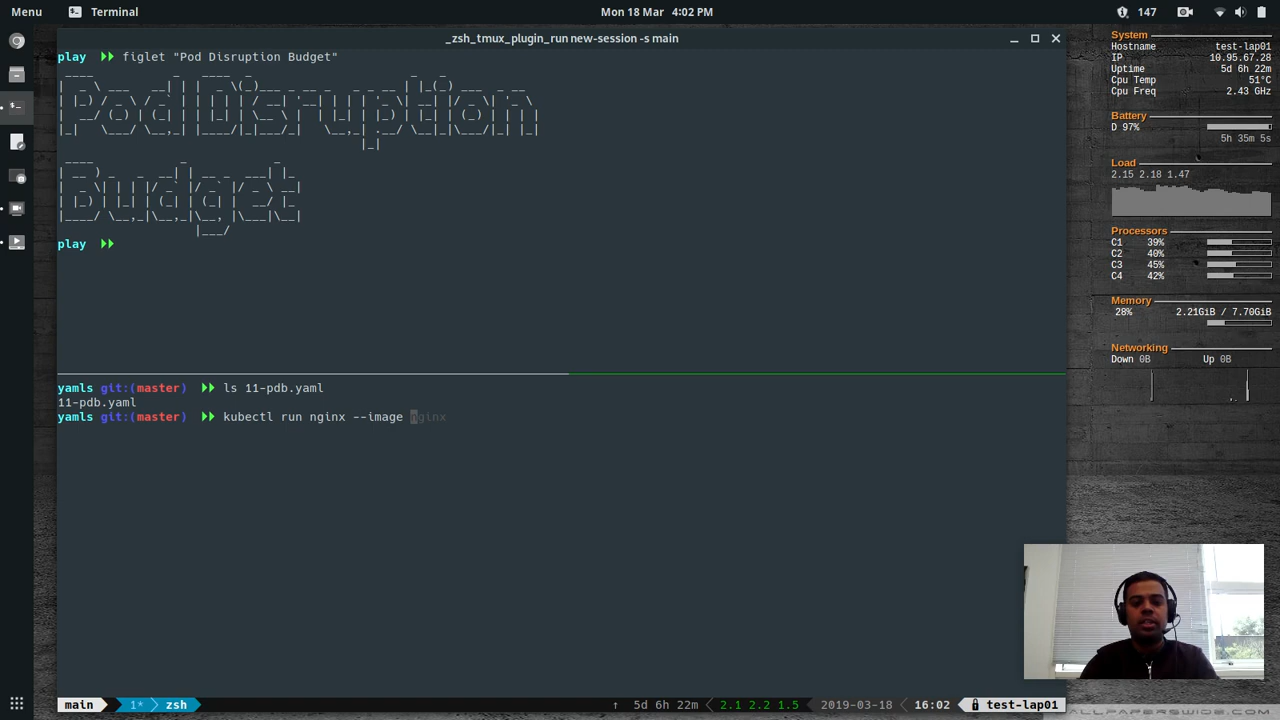 Menu Terminal Mon 18 Mar 4:02 PM 147
_zsh_tmux_plugin_run new-session -s main
play figlet "Pod Disruption Budget"
Pod Disruption
Budget
play
yamls git:(master) ls 11-pdb.yaml
11-pdb.yaml
yamls git:(master) kubectl run nginx --image nginx
main 1* zsh ↑ 5d 6h 22m 2.1 2.2 1.5 2019-03-18 16:02 test-lap01
System
Hostname test-lap01
IP 10.95.67.28
Uptime 5d 6h 22m
Cpu Temp 51°C
Cpu Freq 2.43 GHz
Battery
D 97%
5h 35m 5s
Load
2.15 2.18 1.47
Processors
C1 39%
C2 40%
C3 45%
C4 42%
Memory
28% 2.21GiB / 7.70GiB
Networking
Down 0B Up 0B